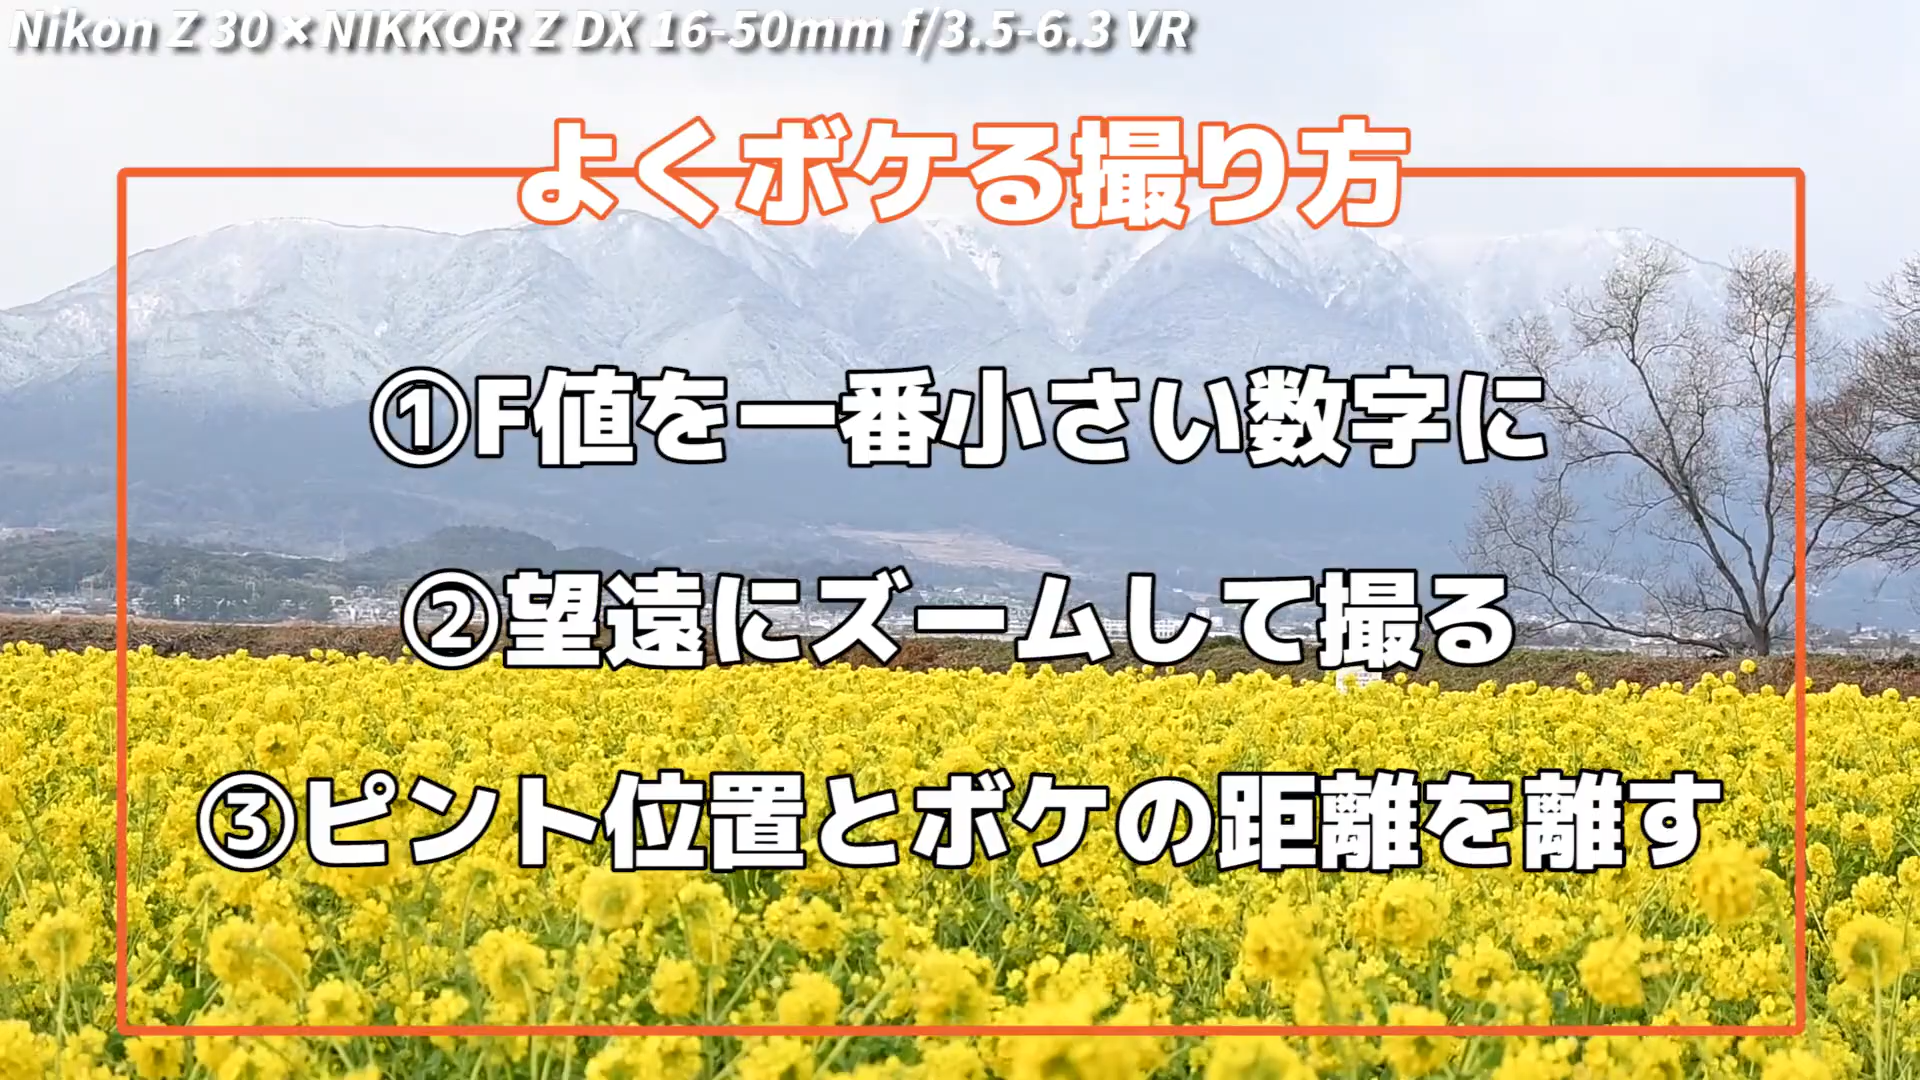 Nikon Z 30×NIKKOR Z DX 16-50mm f/3.5-6.3 VR
よくボケる撮り方
①F値を一番小さい数字に
②望遠にズームして撮る
③ピント位置とボケの距離を離す